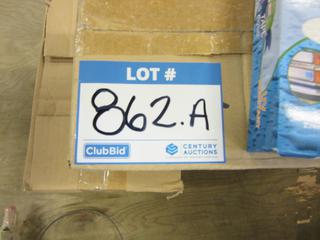 LOT #
862.A
ClubBid
CENTURY
AUCTIONS